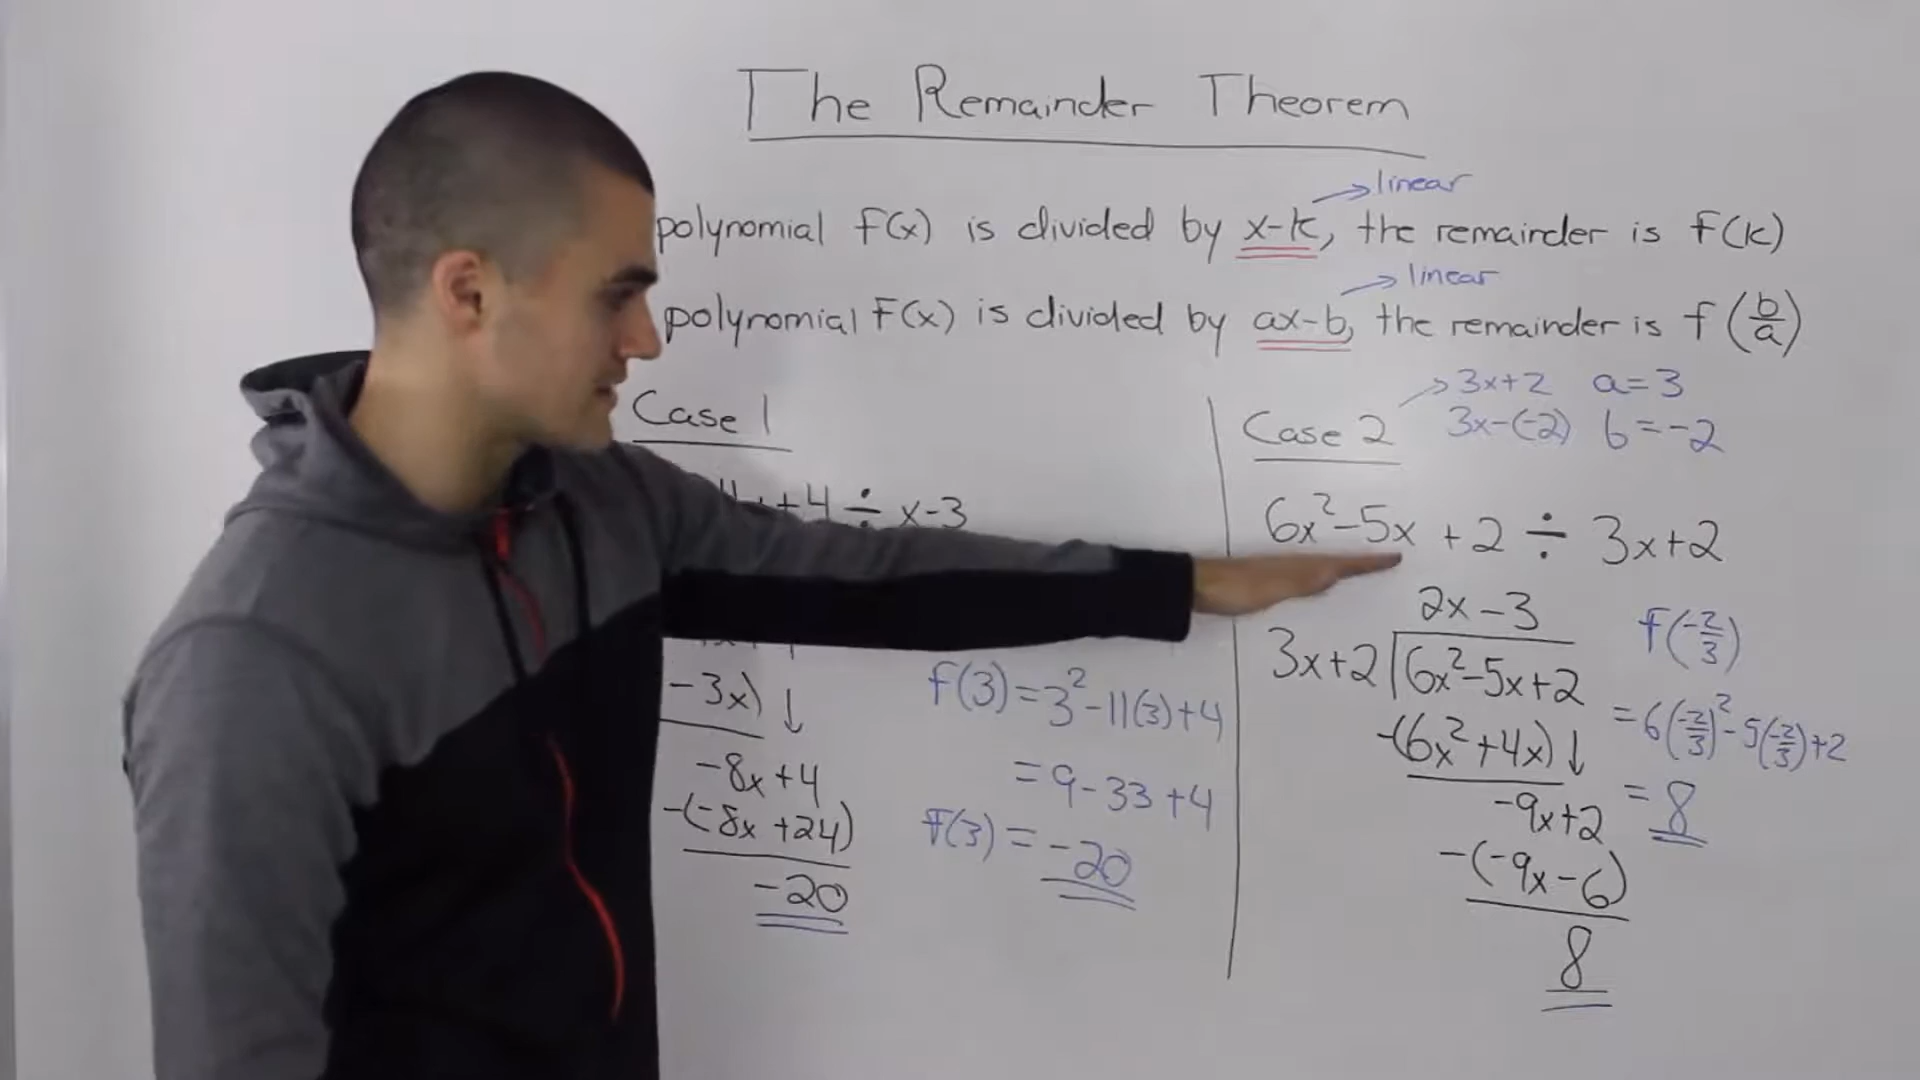 The Remainder Theorem
linear
polynomial f(x) is divided by x-k, the remainder is f(k)
linear
polynomial f(x) is divided by ax-b, the remainder is f(b/a)
Case 1
+4 ÷ x-3
-3x) ↓
-8x+4
-(-8x+24)
-20
f(3)=3²-11(3)+4
=9-33+4
f(3)=-20
Case 2
3x+2 a=3
3x-(-2) b=-2
6x²-5x+2 ÷ 3x+2
2x-3
3x+2 6x²-5x+2
-(6x²+4x) ↓
-9x+2
-(-9x-6)
8
f(-2/3)
=6(-2/3)²-5(-2/3)+2
=8